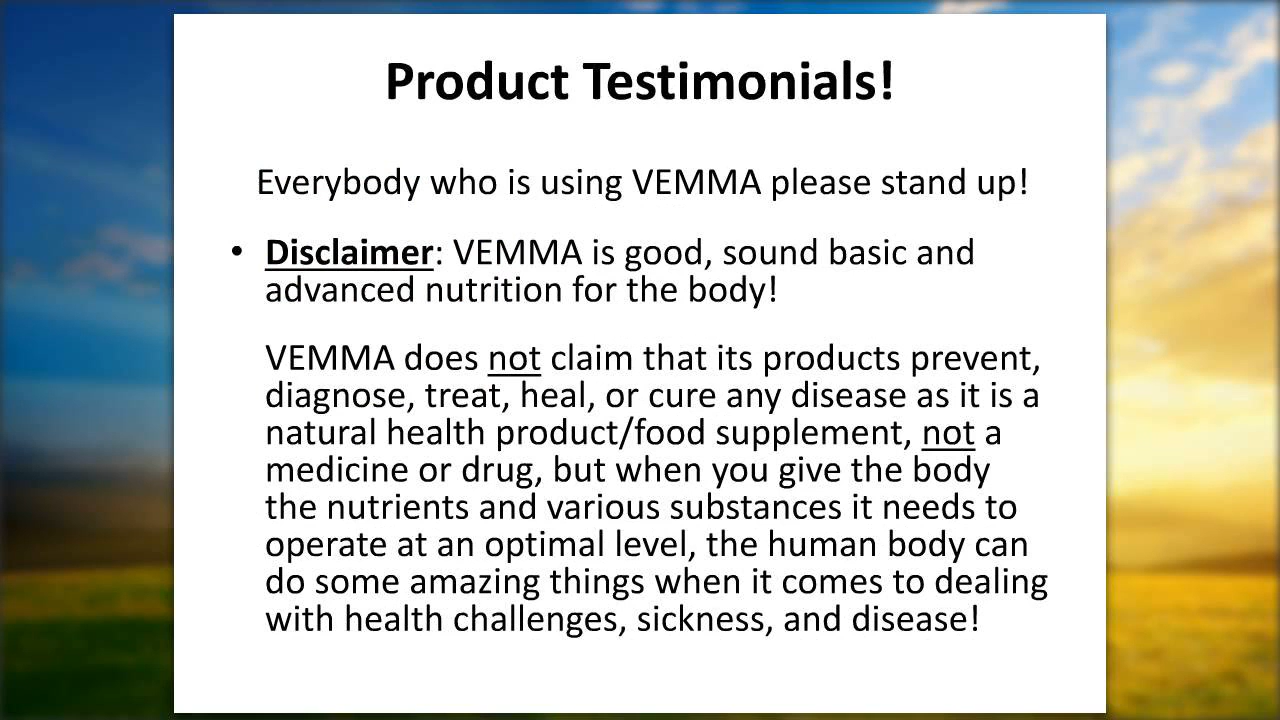 Product Testimonials!
Everybody who is using VEMMA please stand up!
• Disclaimer: VEMMA is good, sound basic and
advanced nutrition for the body!
VEMMA does not claim that its products prevent,
diagnose, treat, heal, or cure any disease as it is a
natural health product/food supplement, not a
medicine or drug, but when you give the body
the nutrients and various substances it needs to
operate at an optimal level, the human body can
do some amazing things when it comes to dealing
with health challenges, sickness, and disease!